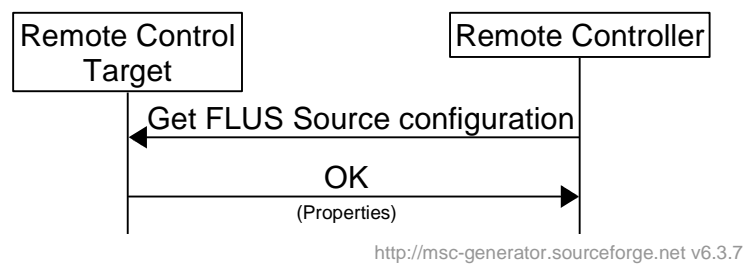 Remote Control
Target
Remote Controller
Get FLUS Source configuration
OK
(Properties)
http://msc-generator.sourceforge.net v6.3.7